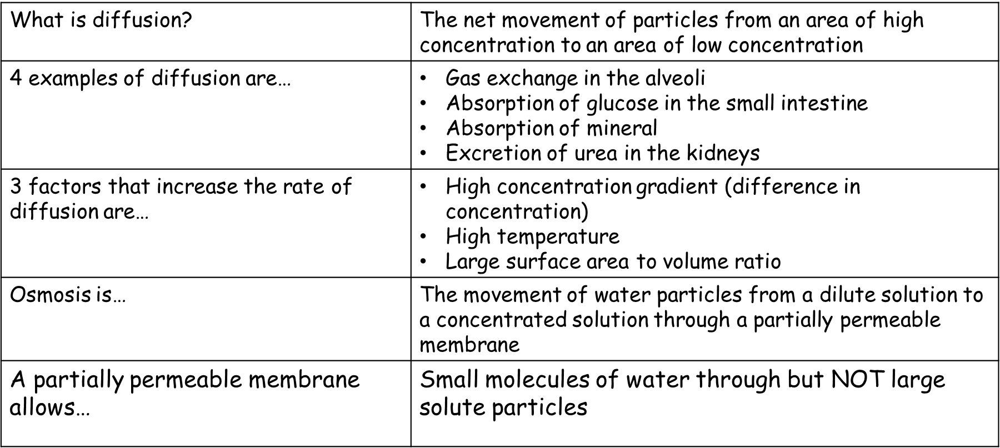 What is diffusion?
The net movement of particles from an area of high
concentration to an area of low concentration
4 examples of diffusion are…
• Gas exchange in the alveoli
• Absorption of glucose in the small intestine
• Absorption of mineral
• Excretion of urea in the kidneys
3 factors that increase the rate of
diffusion are…
• High concentration gradient (difference in
concentration)
• High temperature
• Large surface area to volume ratio
Osmosis is…
The movement of water particles from a dilute solution to
a concentrated solution through a partially permeable
membrane
A partially permeable membrane
allows…
Small molecules of water through but NOT large
solute particles